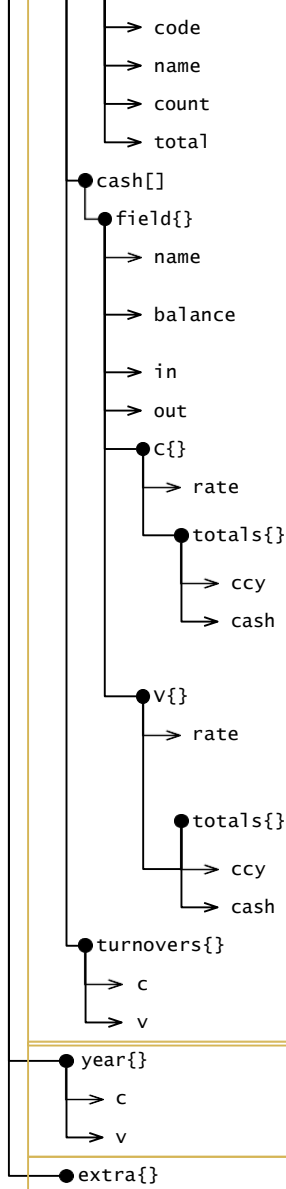 code
name
count
total
cash[]
field{}
name
balance
in
out
C{}
rate
totals{}
ccy
cash
V{}
rate
totals{}
ccy
cash
turnovers{}
c
v
year{}
c
v
extra{}